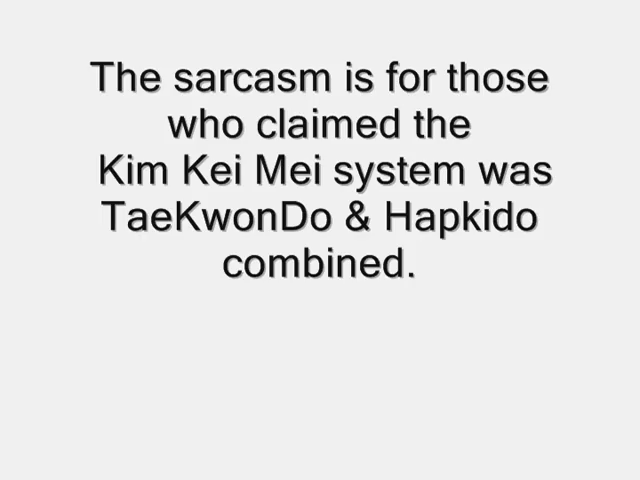 The sarcasm is for those
who claimed the
Kim Kei Mei system was
TaeKwonDo & Hapkido
combined.